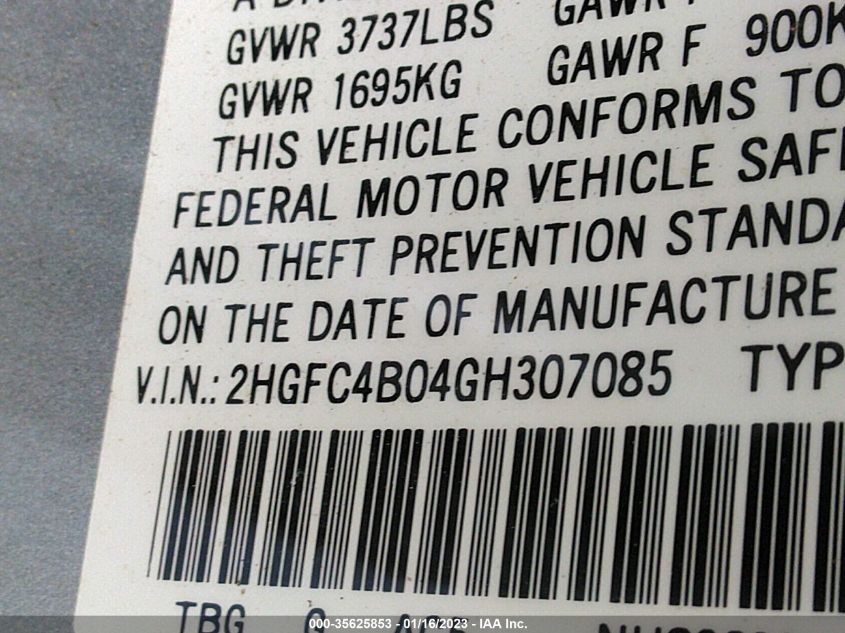 GVWR 3737LBS GAWR
GVWR 1695KG GAWR F 900K
THIS VEHICLE CONFORMS TO
FEDERAL MOTOR VEHICLE SAF
AND THEFT PREVENTION STANDA
ON THE DATE OF MANUFACTURE
V.I.N.: 2HGFC4B04GH307085 TYP
TBG
000-35625853 - 01/16/2023 - IAA Inc.